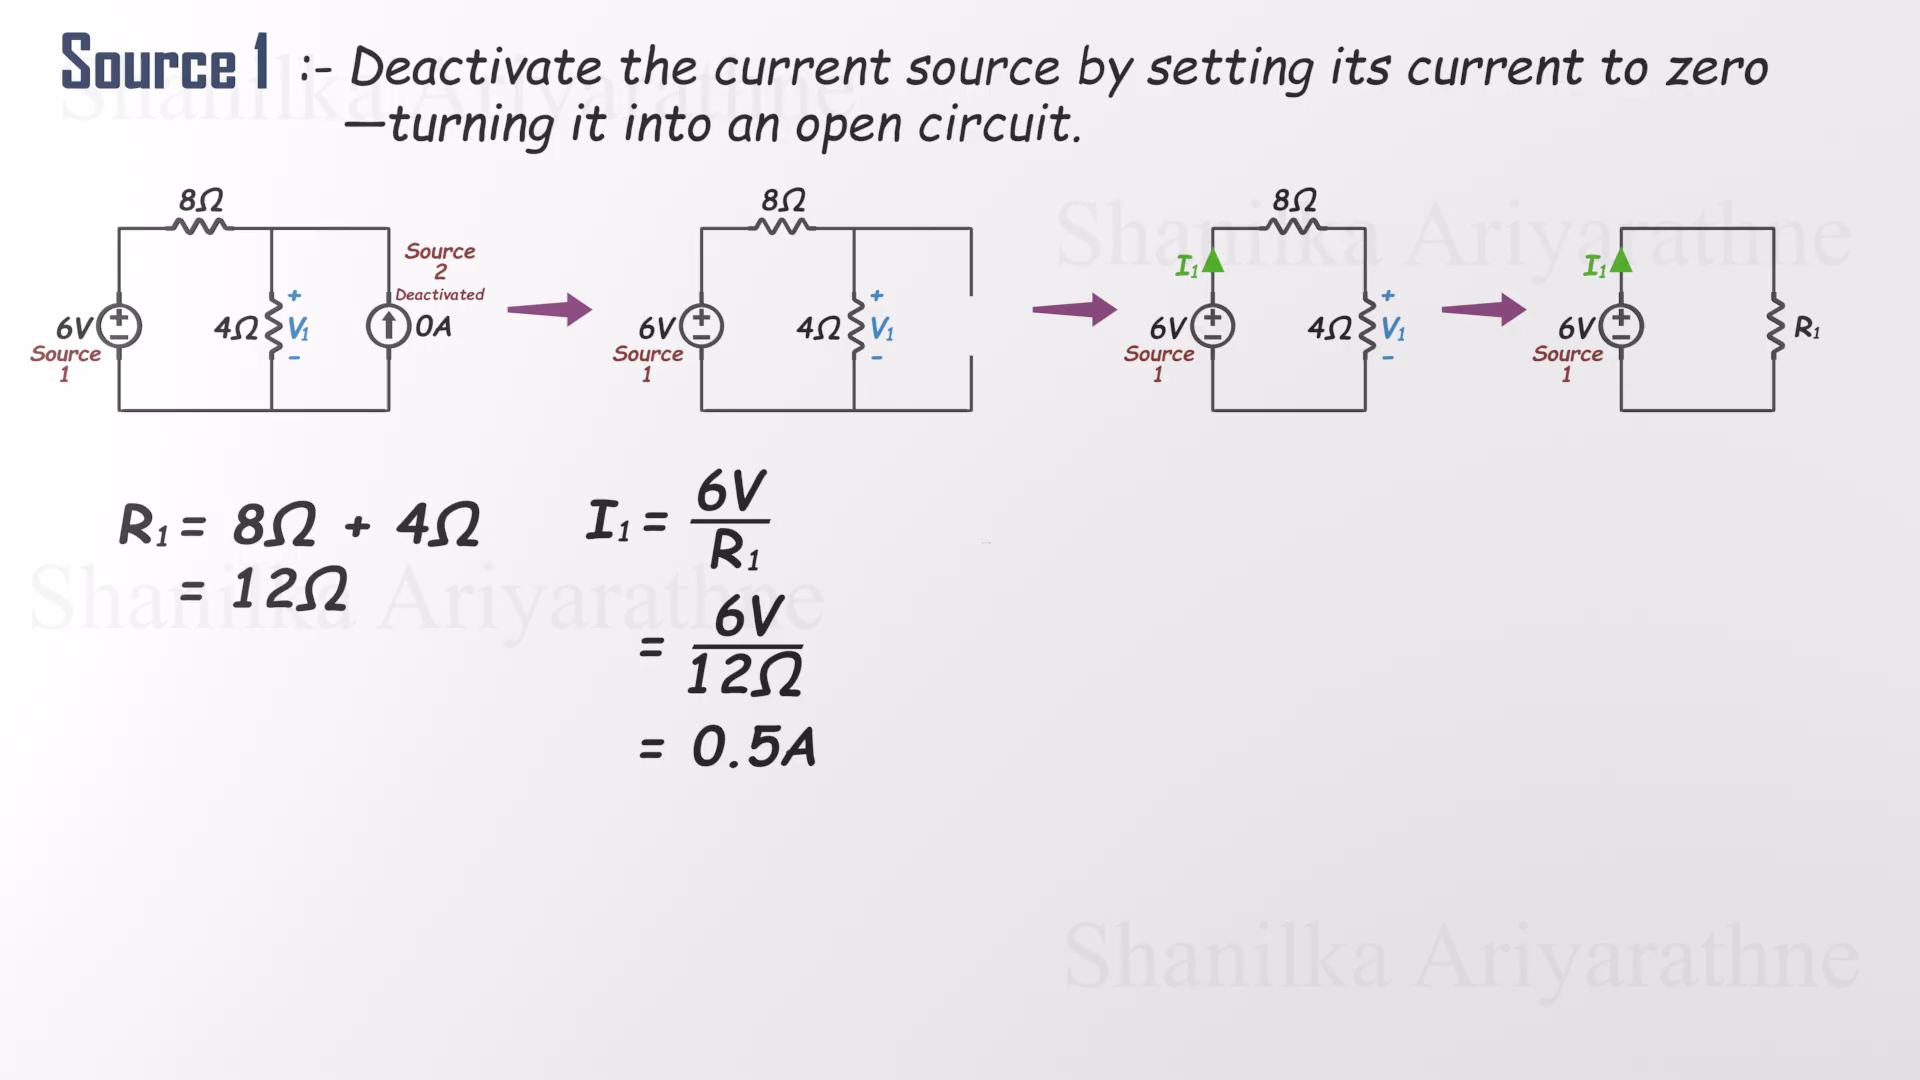 Source 1 :- Deactivate the current source by setting its current to zero
—turning it into an open circuit.
8Ω
6V
Source
1
4Ω
+
V₁
-
Source
2
Deactivated
0A
8Ω
6V
Source
1
4Ω
+
V₁
-
8Ω
I₁
6V
Source
1
4Ω
+
V₁
-
I₁
6V
Source
1
R₁
R₁ = 8Ω + 4Ω
= 12Ω
I₁ = 6V
R₁
= 6V
12Ω
= 0.5A
Shanilka Ariyarathne
Shanilka Ariyarathne
Shanilka Ariyarathne
Shanilka Ariyarathne